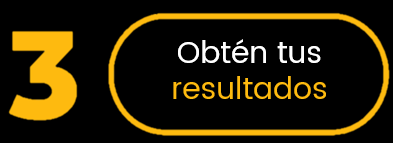 3
Obtén tus
resultados